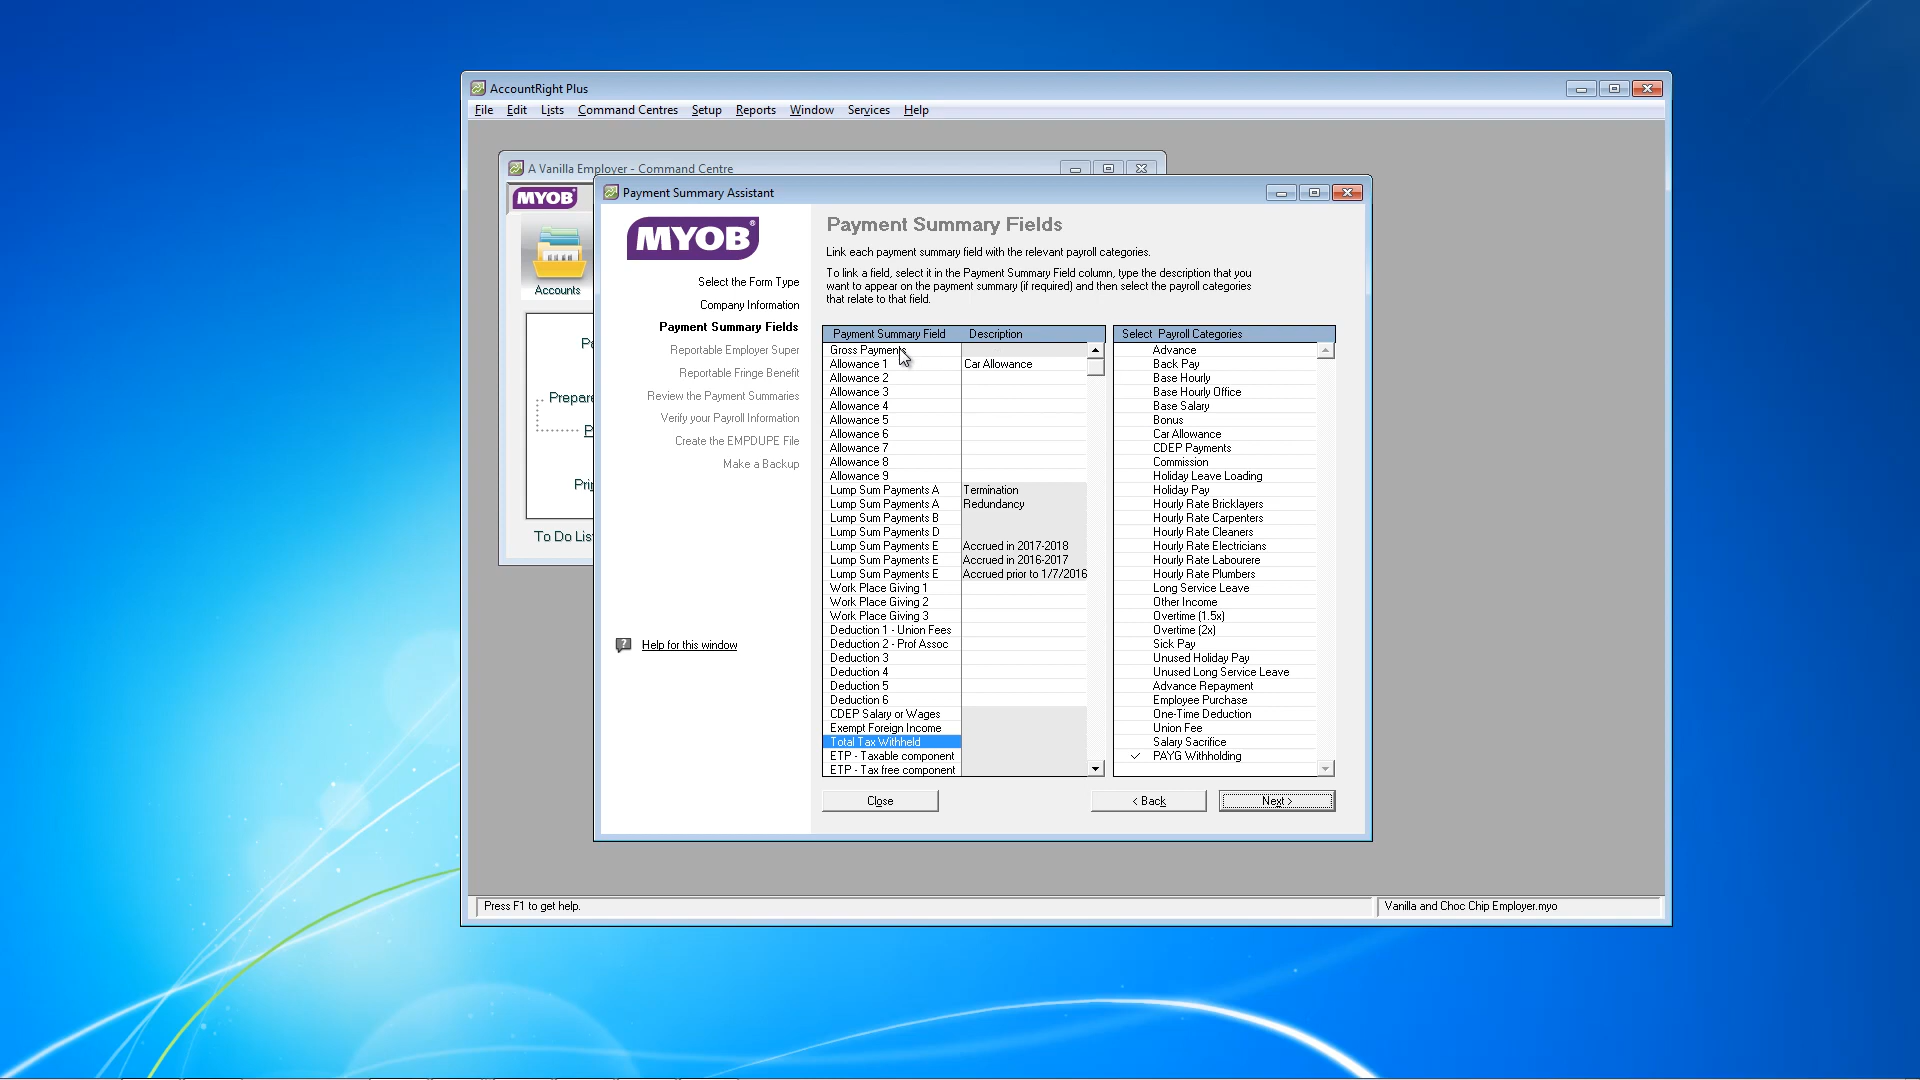 AccountRight Plus
File Edit Lists Command Centres Setup Reports Window Services Help
A Vanilla Employer - Command Centre
MYOB
Accounts
Prepare
To Do Lis
Payment Summary Assistant
MYOB
Select the Form Type
Company Information
Payment Summary Fields
Reportable Employer Super
Reportable Fringe Benefit
Review the Payment Summaries
Verify your Payroll Information
Create the EMPDUPE File
Make a Backup
Help for this window
Payment Summary Fields
Link each payment summary field with the relevant payroll categories.
To link a field, select it in the Payment Summary Field column, type the description that you
want to appear on the payment summary (if required) and then select the payroll categories
that relate to that field.
Payment Summary Field Description
Gross Payments
Allowance 1 Car Allowance
Allowance 2
Allowance 3
Allowance 4
Allowance 5
Allowance 6
Allowance 7
Allowance 8
Allowance 9
Lump Sum Payments A Termination
Lump Sum Payments A Redundancy
Lump Sum Payments B
Lump Sum Payments D
Lump Sum Payments E Accrued in 2017-2018
Lump Sum Payments E Accrued in 2016-2017
Lump Sum Payments E Accrued prior to 1/7/2016
Work Place Giving 1
Work Place Giving 2
Work Place Giving 3
Deduction 1 - Union Fees
Deduction 2 - Prof Assoc
Deduction 3
Deduction 4
Deduction 5
Deduction 6
CDEP Salary or Wages
Exempt Foreign Income
Total Tax Withheld
ETP - Taxable component
ETP - Tax free component
Select Payroll Categories
Advance
Back Pay
Base Hourly
Base Hourly Office
Base Salary
Bonus
Car Allowance
CDEP Payments
Commission
Holiday Leave Loading
Holiday Pay
Hourly Rate Bricklayers
Hourly Rate Carpenters
Hourly Rate Cleaners
Hourly Rate Electricians
Hourly Rate Labourere
Hourly Rate Plumbers
Long Service Leave
Other Income
Overtime (1.5x)
Overtime (2x)
Sick Pay
Unused Holiday Pay
Unused Long Service Leave
Advance Repayment
Employee Purchase
One-Time Deduction
Union Fee
Salary Sacrifice
PAYG Withholding
Close < Back Next >
Press F1 to get help. Vanilla and Choc Chip Employer.myo